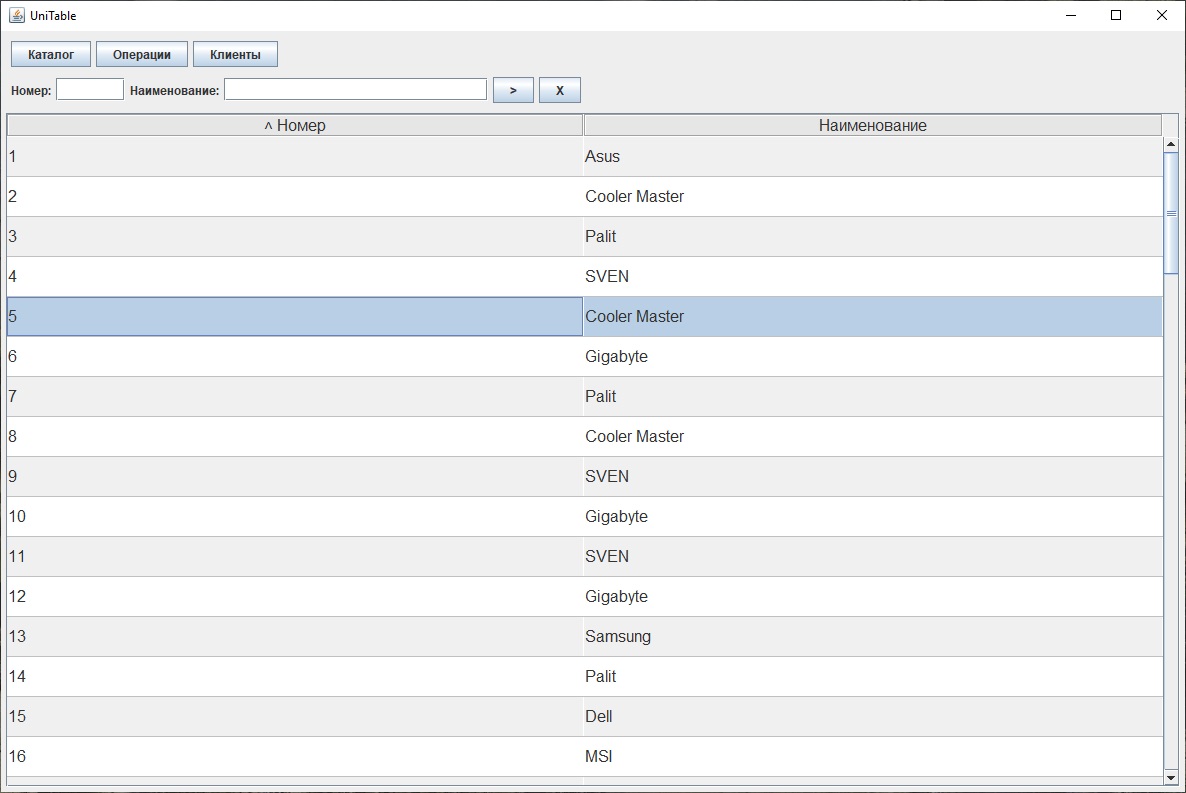 UniTable
Каталог Операции Клиенты
Номер: Наименование: > X
^ Номер Наименование
1 Asus
2 Cooler Master
3 Palit
4 SVEN
5 Cooler Master
6 Gigabyte
7 Palit
8 Cooler Master
9 SVEN
10 Gigabyte
11 SVEN
12 Gigabyte
13 Samsung
14 Palit
15 Dell
16 MSI